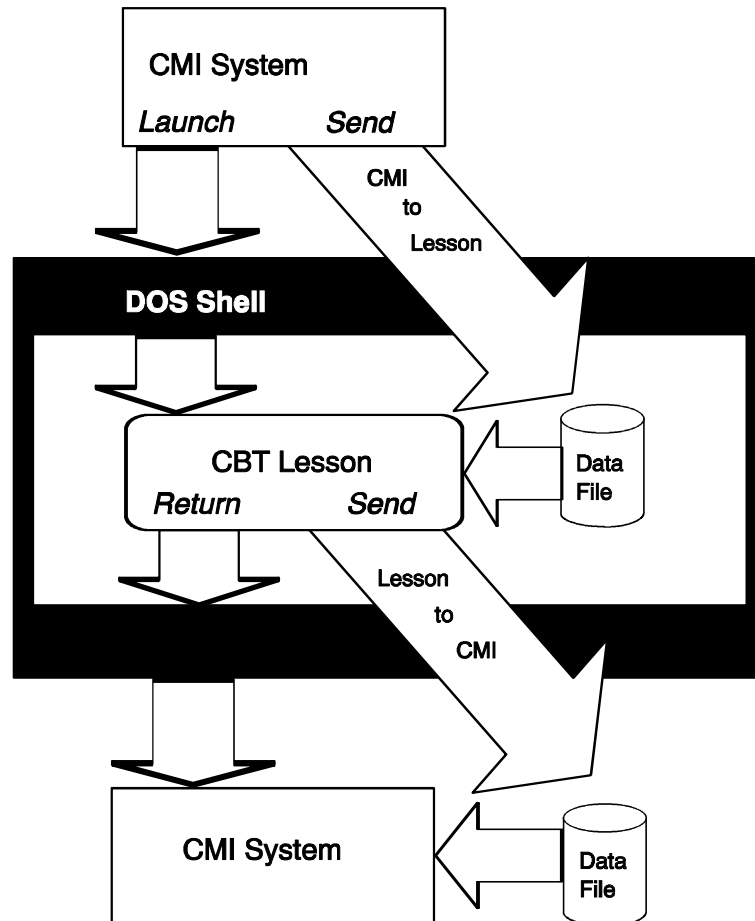 CMI System
Launch Send
CMI
to
Lesson
DOS Shell
CBT Lesson
Return Send
Data
File
Lesson
to
CMI
CMI System
Data
File